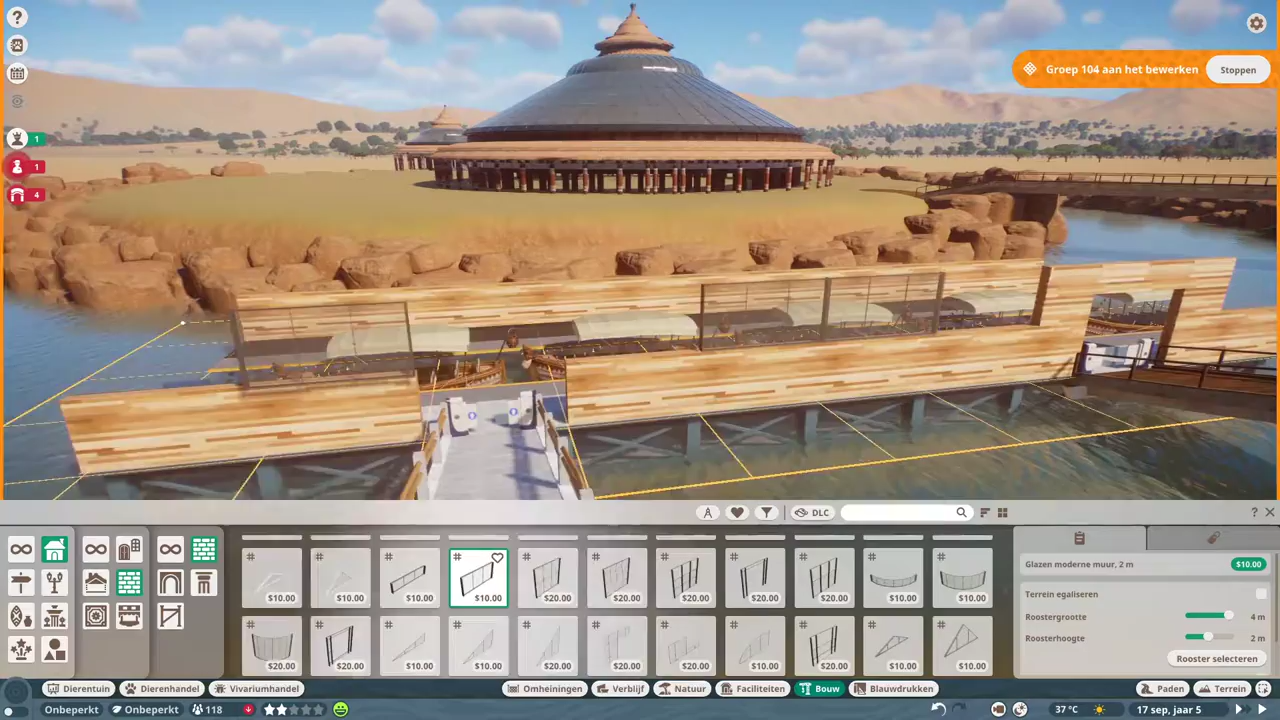 ?
Groep 104 aan het bewerken
Stoppen
1
1
4
DLC
? ×
$10.00 $10.00 $10.00 $10.00 $20.00 $20.00 $20.00 $20.00 $20.00 $10.00 $10.00
$20.00 $20.00 $10.00 $10.00 $10.00 $10.00 $20.00 $10.00 $20.00 $10.00 $10.00
Glazen moderne muur, 2 m $10.00
Terrein egaliseren
Roostergrootte 4 m
Roosterhoogte 2 m
Rooster selecteren
Dierentuin Dierenhandel Vivariumhandel Omheiningen Verblijf Natuur Faciliteiten Bouw Blauwdrukken Paden Terrein
Onbeperkt Onbeperkt 118 37 °C 17 sep, jaar 5